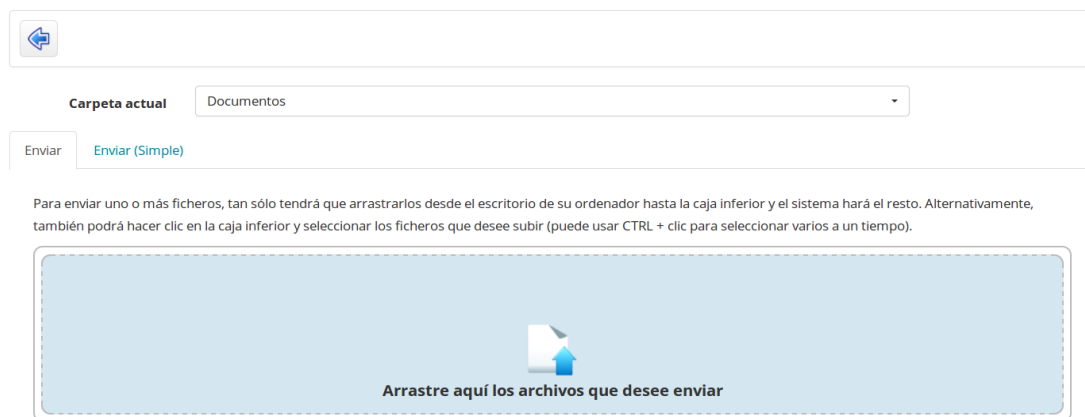 Carpeta actual
Documentos
Enviar
Enviar (Simple)
Para enviar uno o más ficheros, tan sólo tendrá que arrastrarlos desde el escritorio de su ordenador hasta la caja inferior y el sistema hará el resto. Alternativamente,
también podrá hacer clic en la caja inferior y seleccionar los ficheros que desee subir (puede usar CTRL + clic para seleccionar varios a un tiempo).
Arrastre aquí los archivos que desee enviar